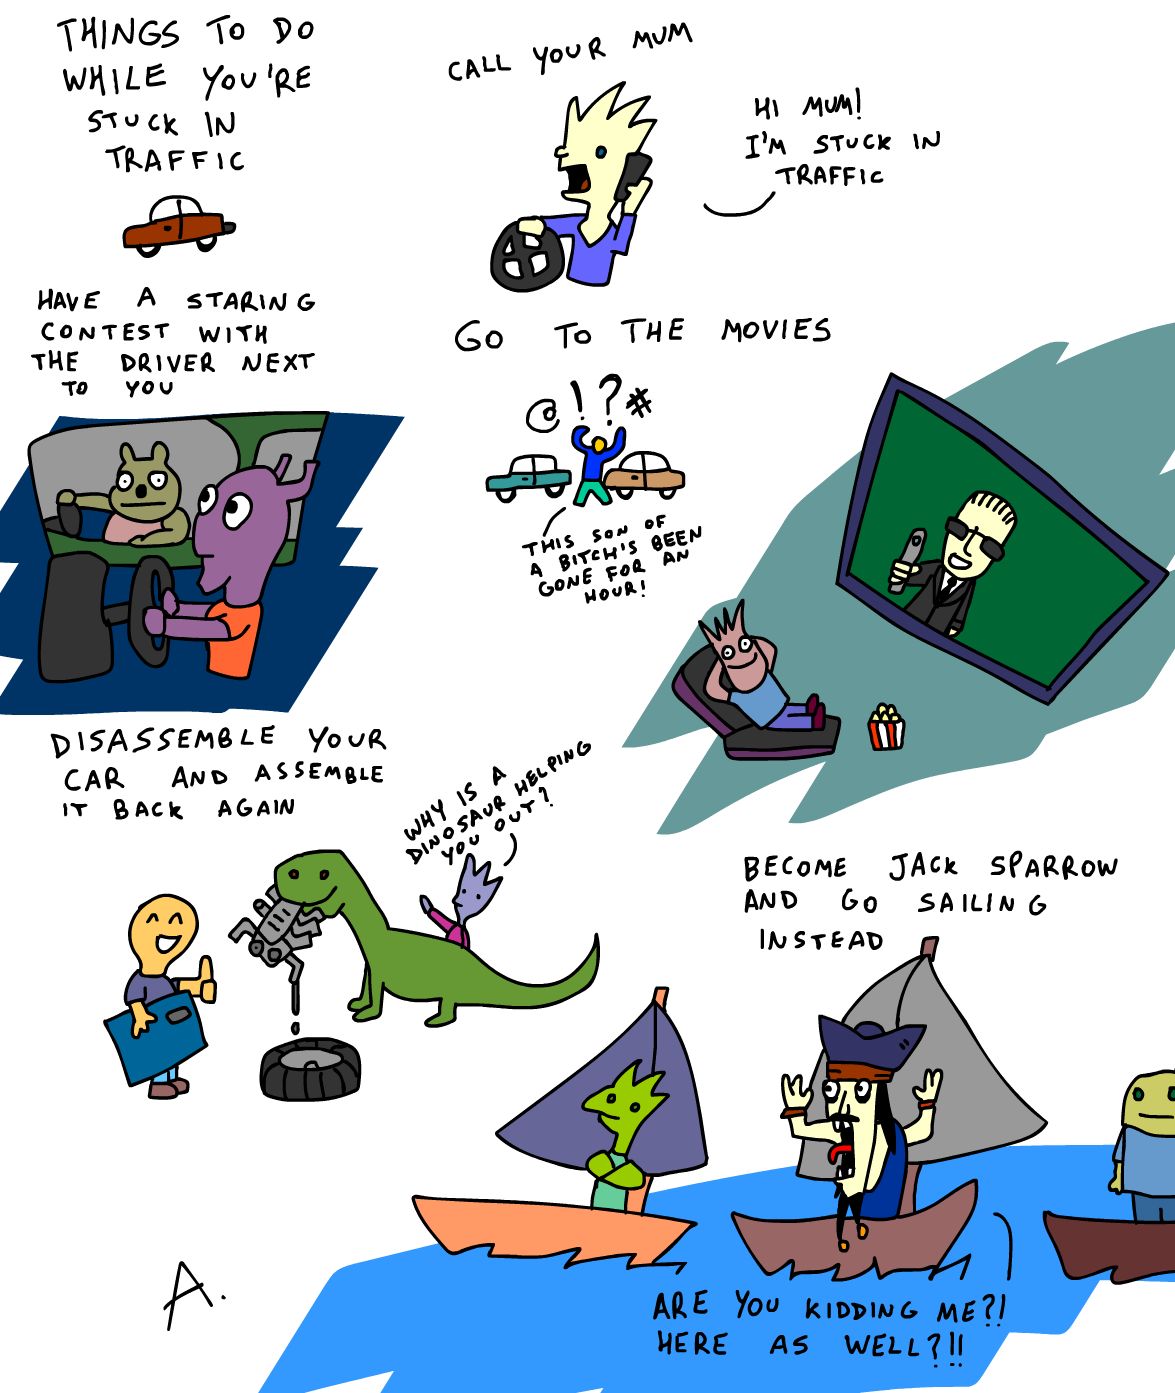 THINGS TO DO
WHILE YOU'RE
STUCK IN
TRAFFIC
CALL YOUR MUM
HI MUM!
I'M STUCK IN
TRAFFIC
HAVE A STARING
CONTEST WITH
THE DRIVER NEXT
TO YOU
GO TO THE MOVIES
@!?#
THIS SON OF
A BITCH'S BEEN
GONE FOR AN
HOUR!
DISASSEMBLE YOUR
CAR AND ASSEMBLE
IT BACK AGAIN
WHY IS A
DINOSAUR HELPING
YOU OUT?
BECOME JACK SPARROW
AND GO SAILING
INSTEAD
ARE YOU KIDDING ME?!
HERE AS WELL?!!
A.